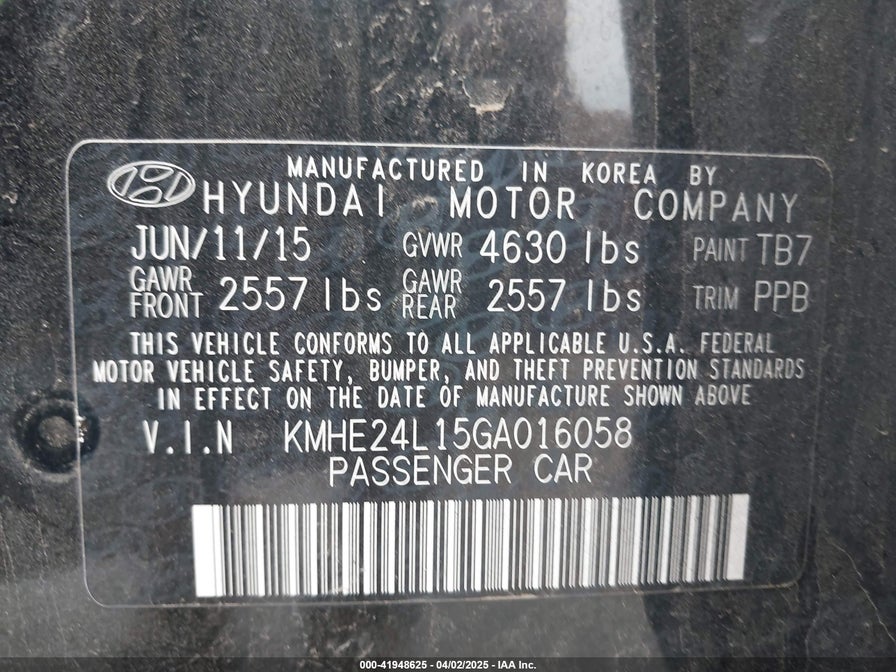 MANUFACTURED IN KOREA BY
HYUNDAI MOTOR COMPANY
JUN/11/15 GVWR 4630 lbs PAINT TB7
GAWR FRONT 2557 lbs GAWR REAR 2557 lbs TRIM PPB
THIS VEHICLE CONFORMS TO ALL APPLICABLE U.S.A. FEDERAL
MOTOR VEHICLE SAFETY, BUMPER, AND THEFT PREVENTION STANDARDS
IN EFFECT ON THE DATE OF MANUFACTURE SHOWN ABOVE
V.I.N KMHE24L15GA016058
PASSENGER CAR
000-41948625 - 04/02/2025 - IAA Inc.